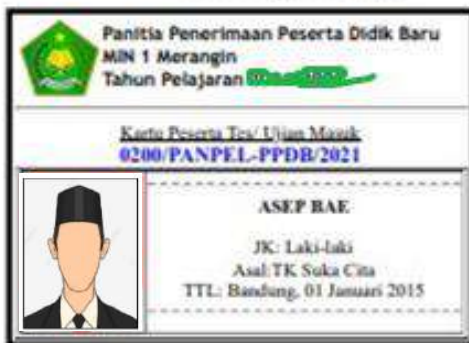 Panitia Penerimaan Peserta Didik Baru
MIN 1 Merangin
Tahun Pelajaran
Kartu Peserta Tes/ Ujian Masuk
0200/PANPEL-PPDB/2021
ASEP BAE
JK: Laki-laki
Asal:TK Suka Cita
TTL: Bandung, 01 Januari 2015